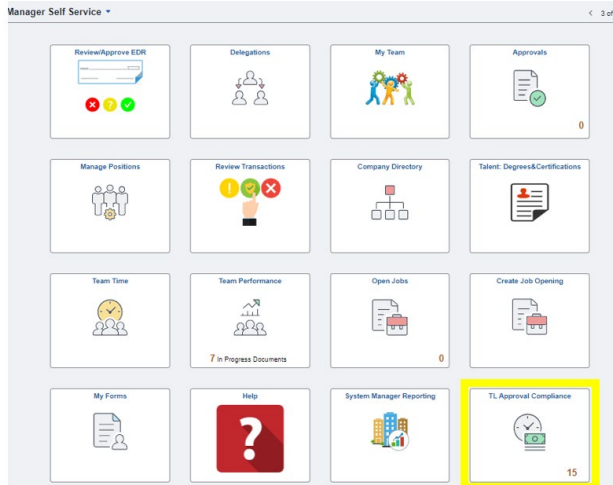 Manager Self Service
3 of
Review/Approve EDR
Delegations
My Team
Approvals
0
Manage Positions
Review Transactions
Company Directory
Talent: Degrees&Certifications
Team Time
Team Performance
Open Jobs
Create Job Opening
7 In Progress Documents
0
My Forms
Help
System Manager Reporting
TL Approval Compliance
15